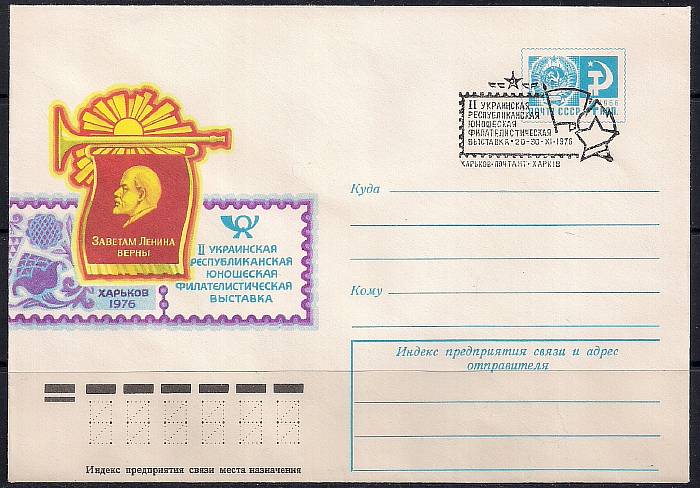 ЗАВЕТАМ ЛЕНИНА
ВЕРНЫ
ХАРЬКОВ
1976
II УКРАИНСКАЯ
РЕСПУБЛИКАНСКАЯ
ЮНОШЕСКАЯ
ФИЛАТЕЛИСТИЧЕСКАЯ
ВЫСТАВКА
II УКРАИНСКАЯ
РЕСПУБЛИКАНСКАЯ
ЮНОШЕСКАЯ
ФИЛАТЕЛИСТИЧЕСКАЯ
ВЫСТАВКА • 26-30-XI-1976
ХАРЬКОВ • ПОЧТАМТ • ХАРКІВ
ПОЧТА СССР
Куда
Кому
Индекс предприятия связи и адрес
отправителя
Индекс предприятия связи места назначения